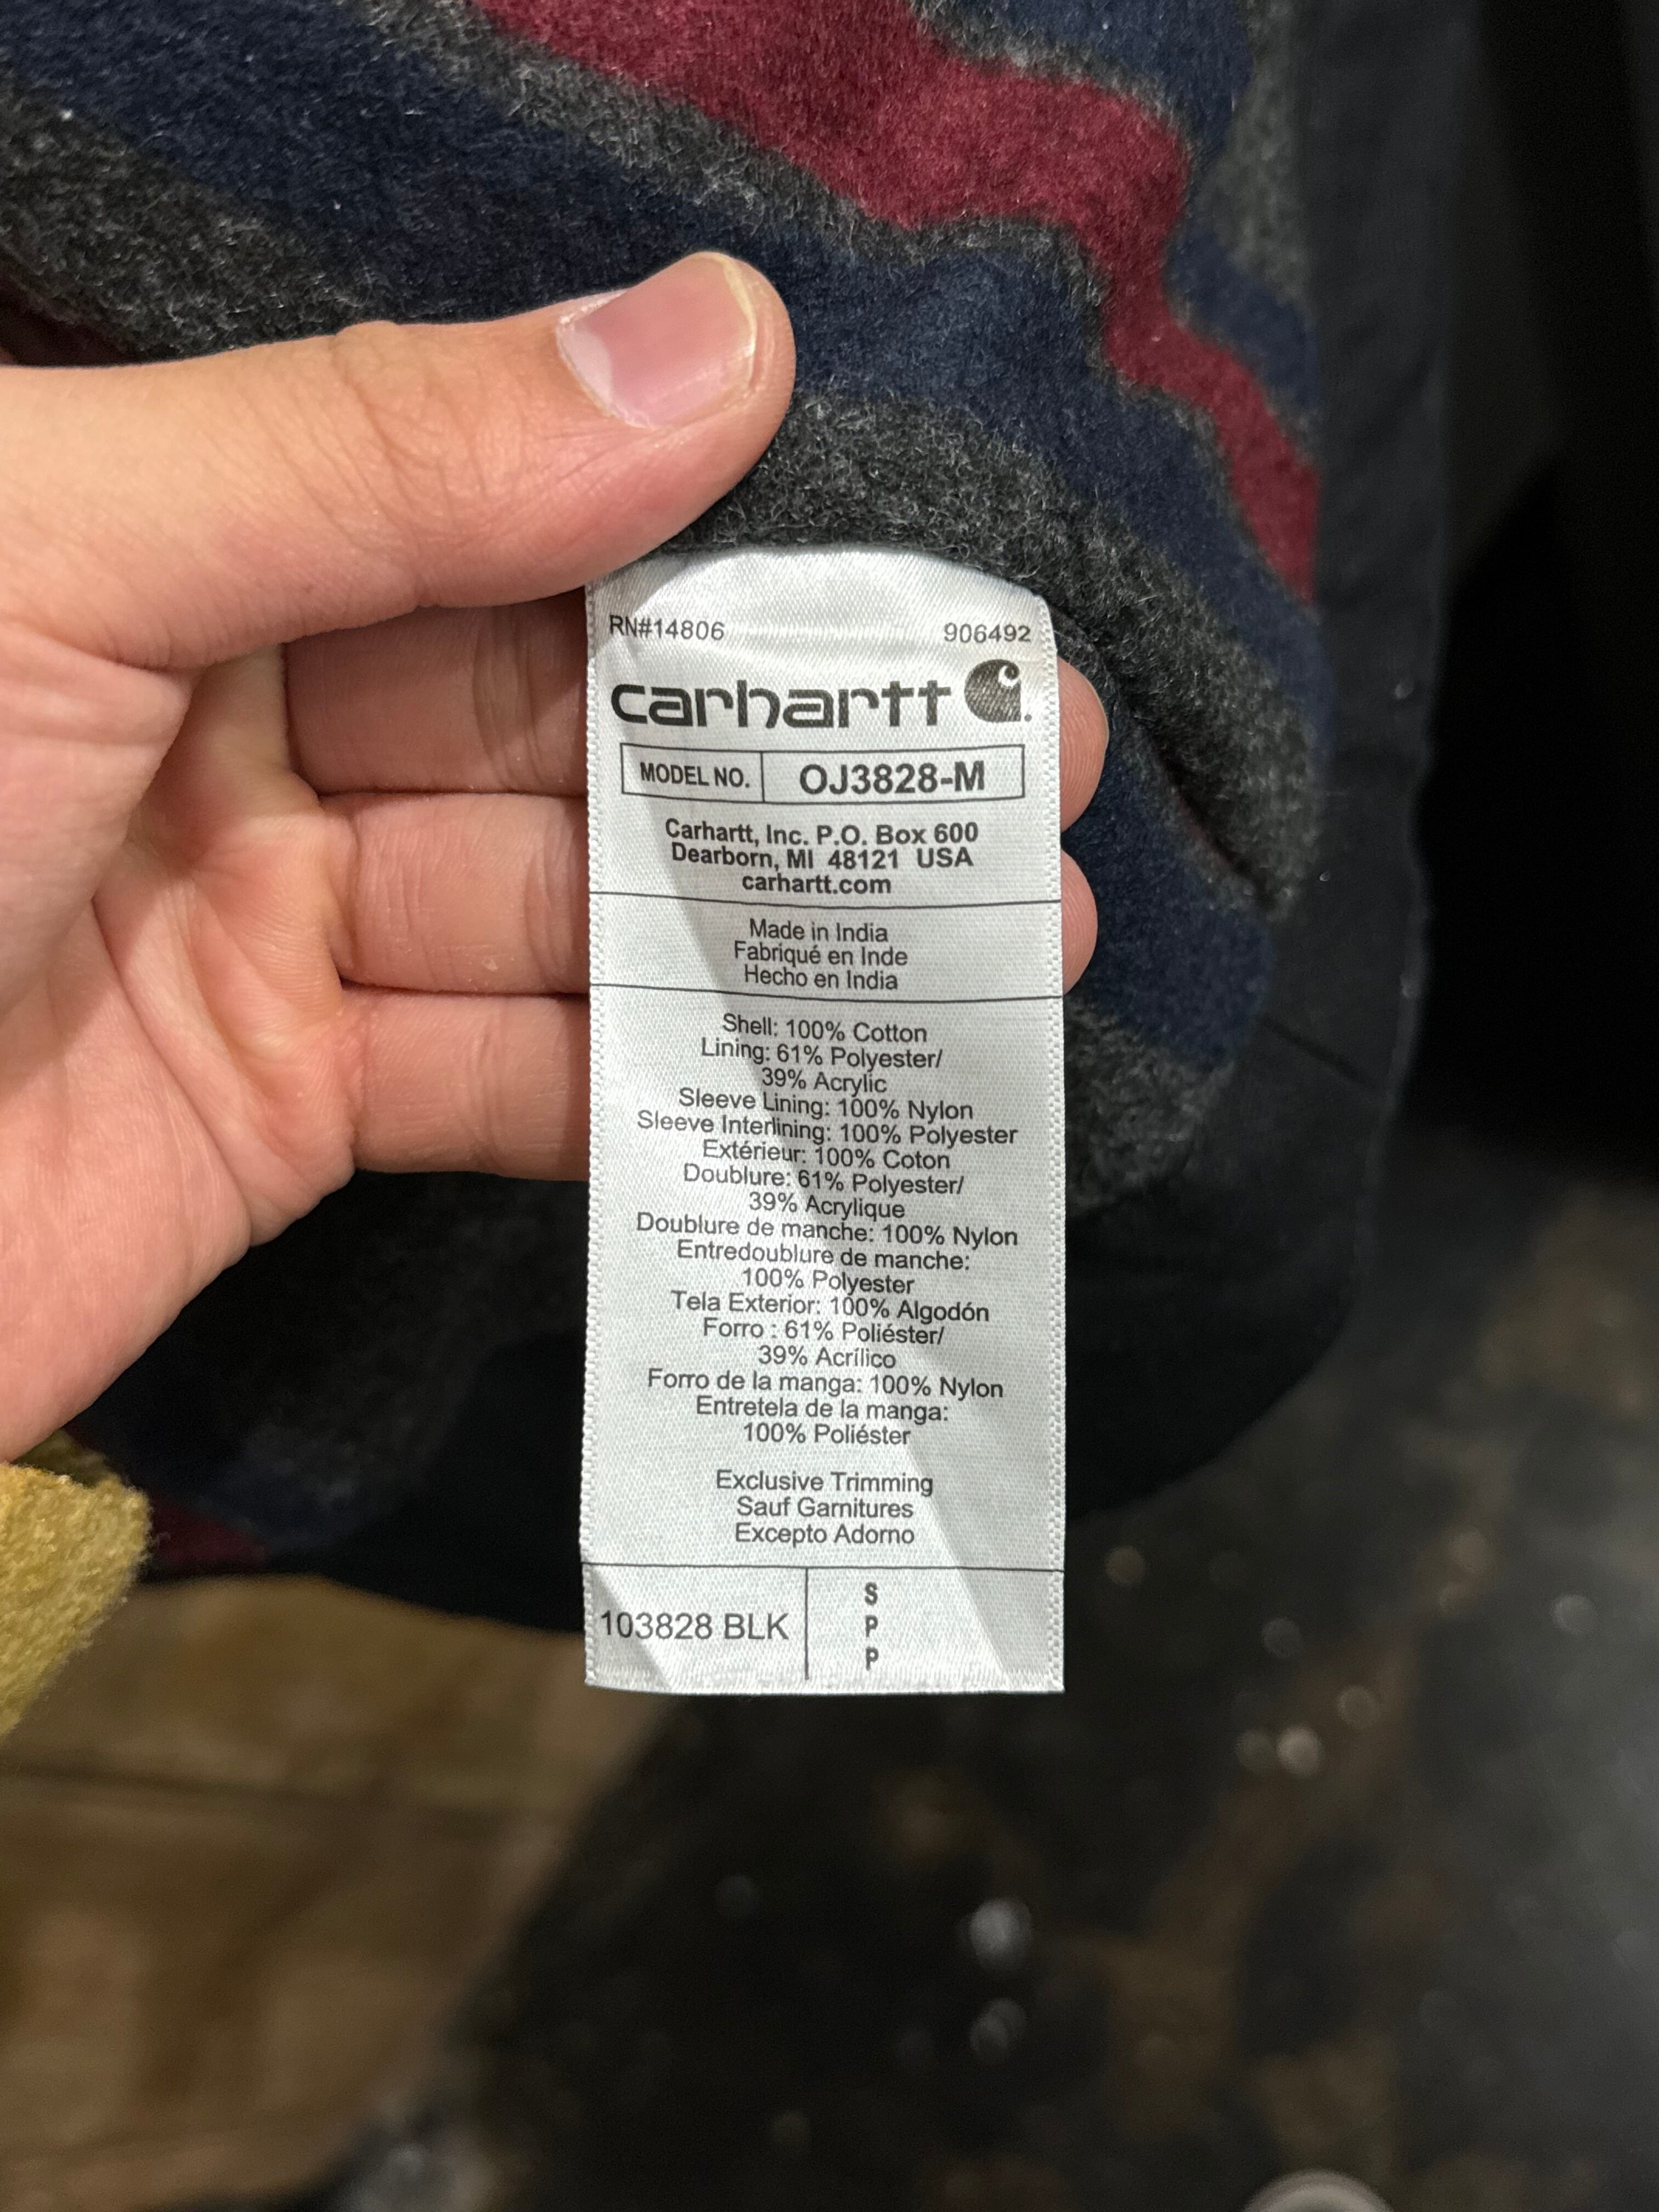 RN#14806 906492
carhartt
MODEL NO. OJ3828-M
Carhartt, Inc. P.O. Box 600
Dearborn, MI 48121 USA
carhartt.com
Made in India
Fabriqué en Inde
Hecho en India
Shell: 100% Cotton
Lining: 61% Polyester/
39% Acrylic
Sleeve Lining: 100% Nylon
Sleeve Interlining: 100% Polyester
Extérieur: 100% Coton
Doublure: 61% Polyester/
39% Acrylique
Doublure de manche: 100% Nylon
Entredoublure de manche:
100% Polyester
Tela Exterior: 100% Algodón
Forro : 61% Poliéster/
39% Acrílico
Forro de la manga: 100% Nylon
Entretela de la manga:
100% Poliéster
Exclusive Trimming
Sauf Garnitures
Excepto Adorno
103828 BLK
S
P
P